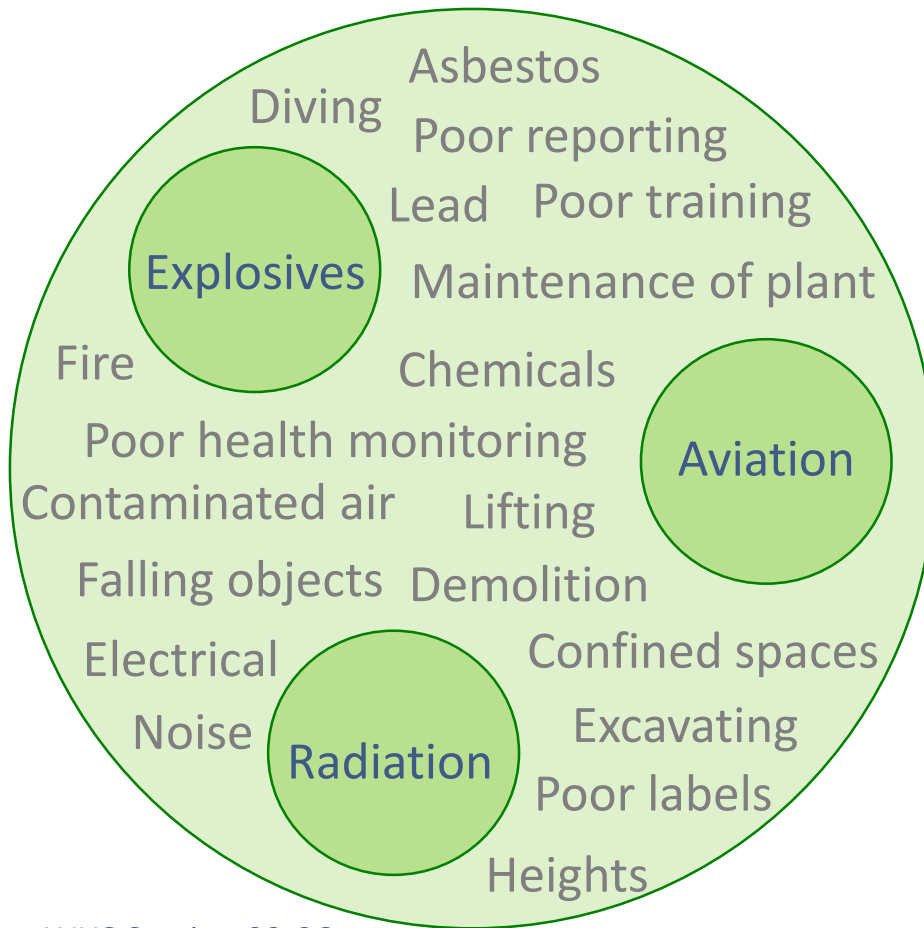 Asbestos
Diving
Poor reporting
Lead
Poor training
Explosives
Maintenance of plant
Fire
Chemicals
Poor health monitoring
Aviation
Contaminated air
Lifting
Falling objects
Demolition
Electrical
Confined spaces
Noise
Excavating
Radiation
Poor labels
Heights